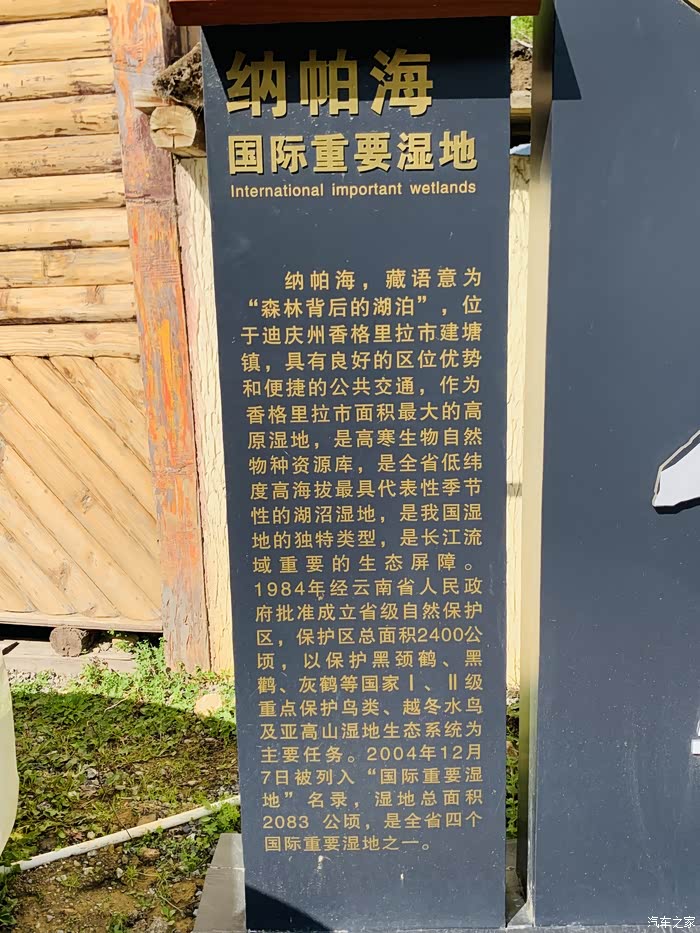 纳帕海
国际重要湿地
International important wetlands
纳帕海，藏语意为
“森林背后的湖泊”，位
于迪庆州香格里拉市建塘
镇，具有良好的区位优势
和便捷的公共交通，作为
香格里拉市面积最大的高
原湿地，是高寒生物自然
物种资源库，是全省低纬
度高海拔最具代表性季节
性的湖沼湿地，是我国湿
地的独特类型，是长江流
域重要的生态屏障。
1984年经云南省人民政
府批准成立省级自然保护
区，保护区总面积2400公
顷，以保护黑颈鹤、黑
鹳、灰鹤等国家Ⅰ、Ⅱ级
重点保护鸟类、越冬水鸟
及亚高山湿地生态系统为
主要任务。2004年12月
7日被列入“国际重要湿
地”名录，湿地总面积
2083 公顷，是全省四个
国际重要湿地之一。
汽车之家